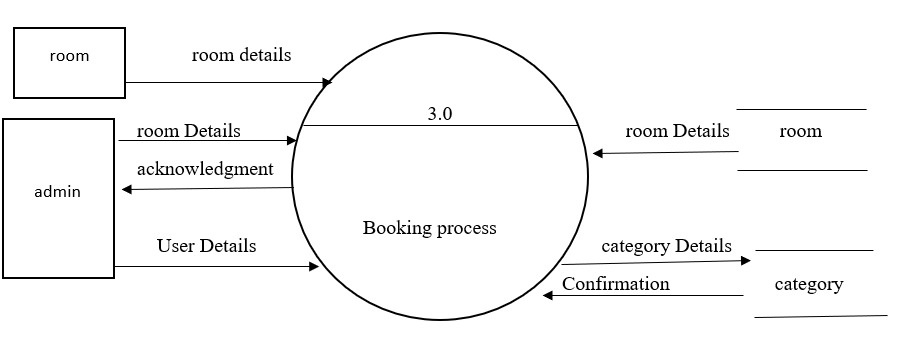 room
room details
3.0
room Details
acknowledgment
admin
User Details
Booking process
room Details
room
category Details
Confirmation
category